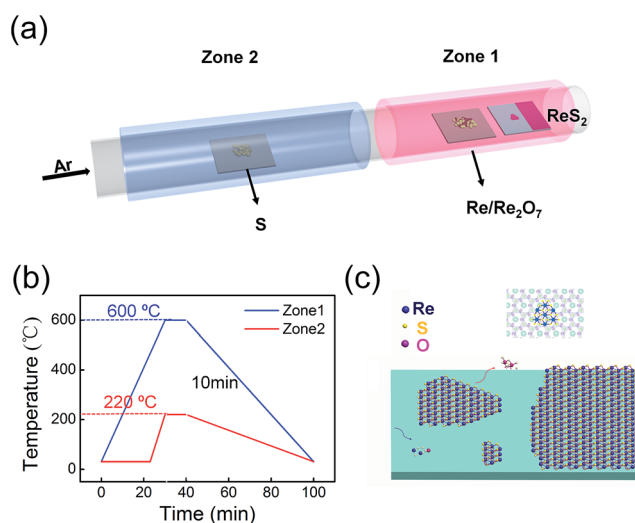 (a)
Zone 2
Zone 1
Ar
S
ReS₂
Re/Re₂O₇
(b)
600 ºC
220 ºC
10min
Zone1
Zone2
Temperature (℃)
600
400
200
0
0 20 40 60 80 100
Time (min)
(c)
Re
S
O